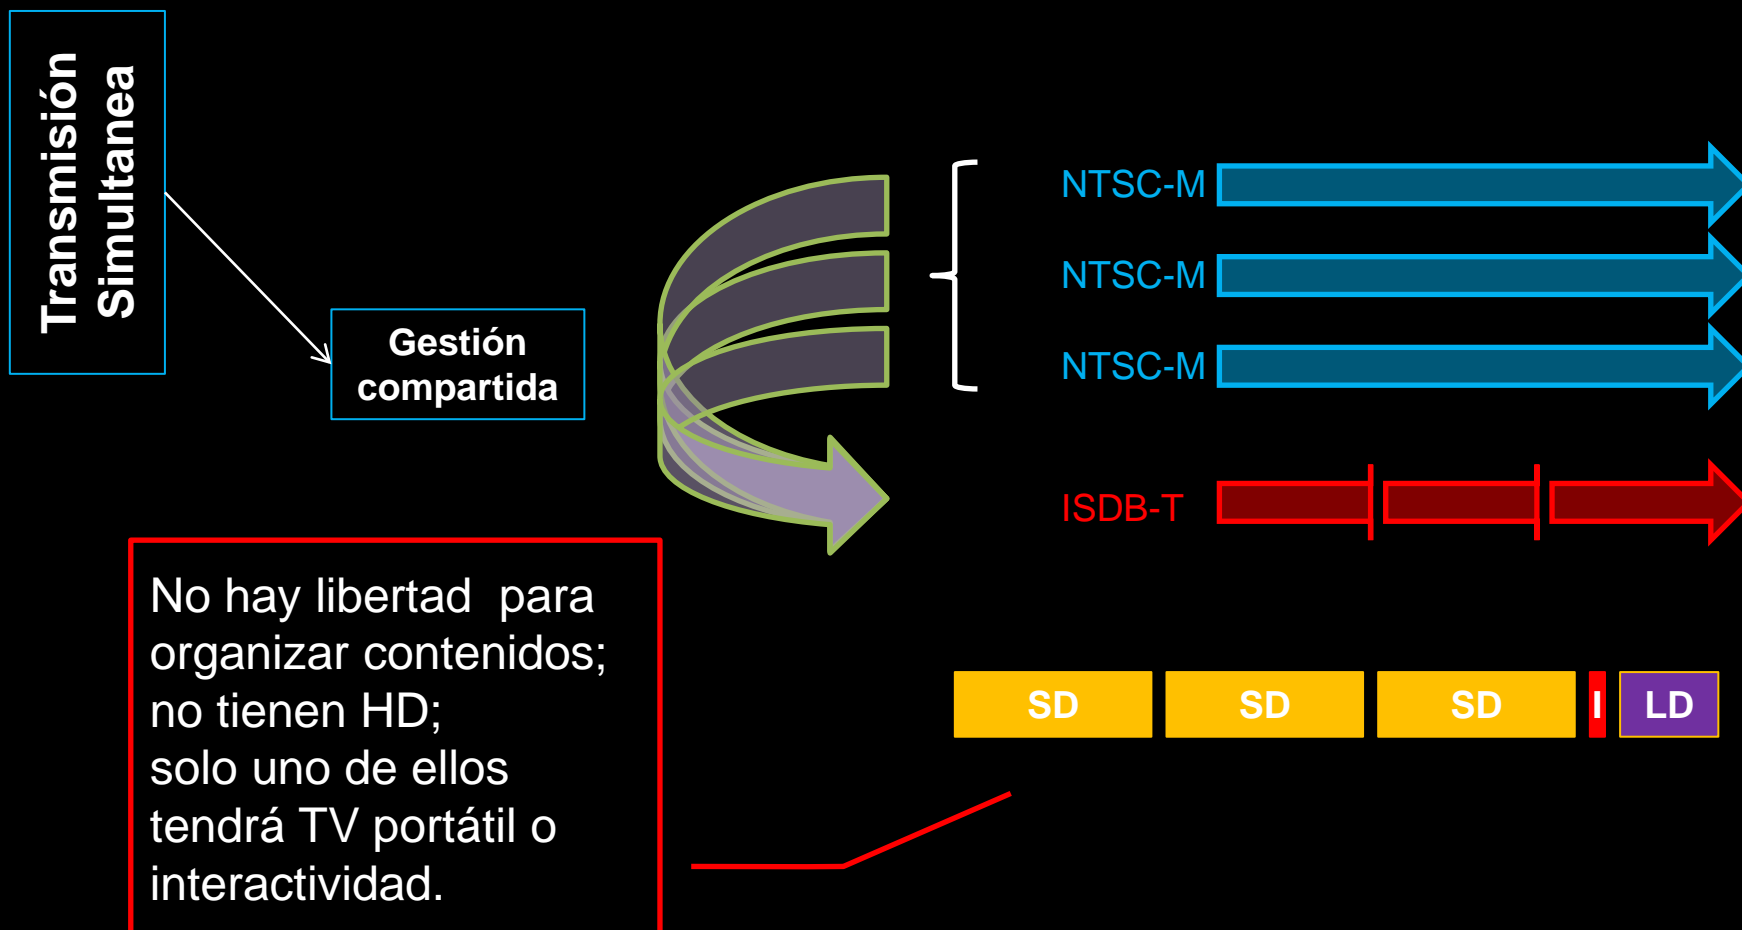 Transmisión
Simultanea
Gestión
compartida
NTSC-M
NTSC-M
NTSC-M
ISDB-T
No hay libertad  para
organizar contenidos;
no tienen HD;
solo uno de ellos
tendrá TV portátil o
interactividad.
SD SD SD I LD